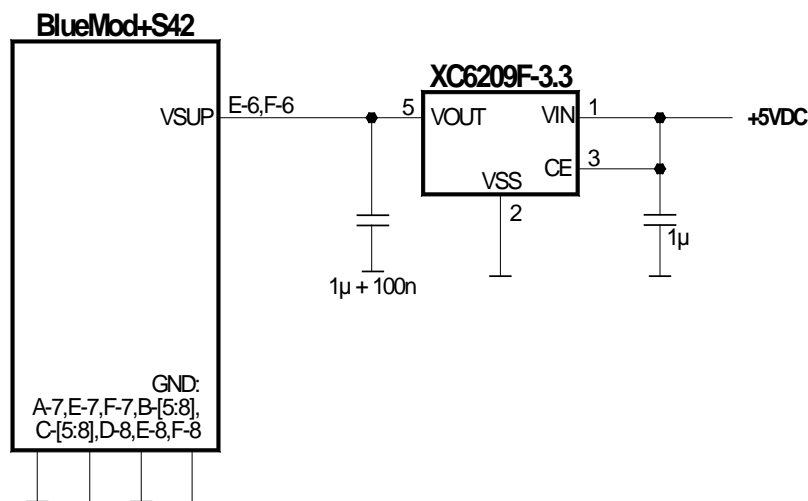 BlueMod+S42
XC6209F-3.3
VSUP
E-6,F-6
5
VOUT
VIN
1
+5VDC
CE
3
VSS
2
1µ + 100n
1µ
GND:
A-7,E-7,F-7,B-[5:8],
C-[5:8],D-8,E-8,F-8